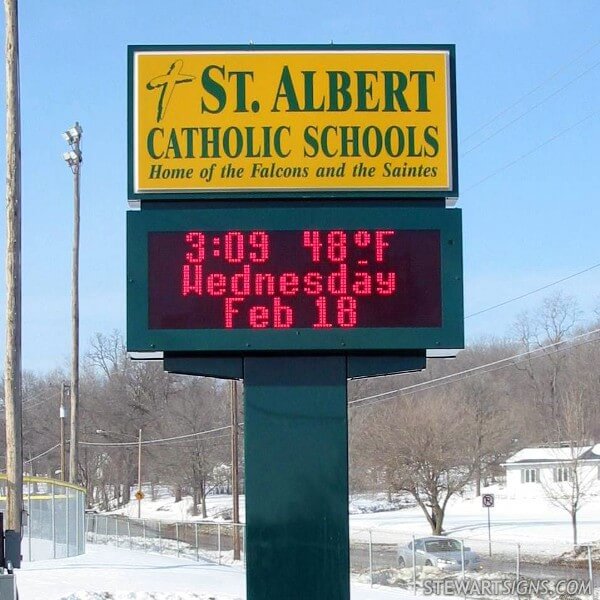 ST. ALBERT
CATHOLIC SCHOOLS
Home of the Falcons and the Saintes
3:09 48°F
Wednesday
Feb 18
STEWARTSIGNS.COM